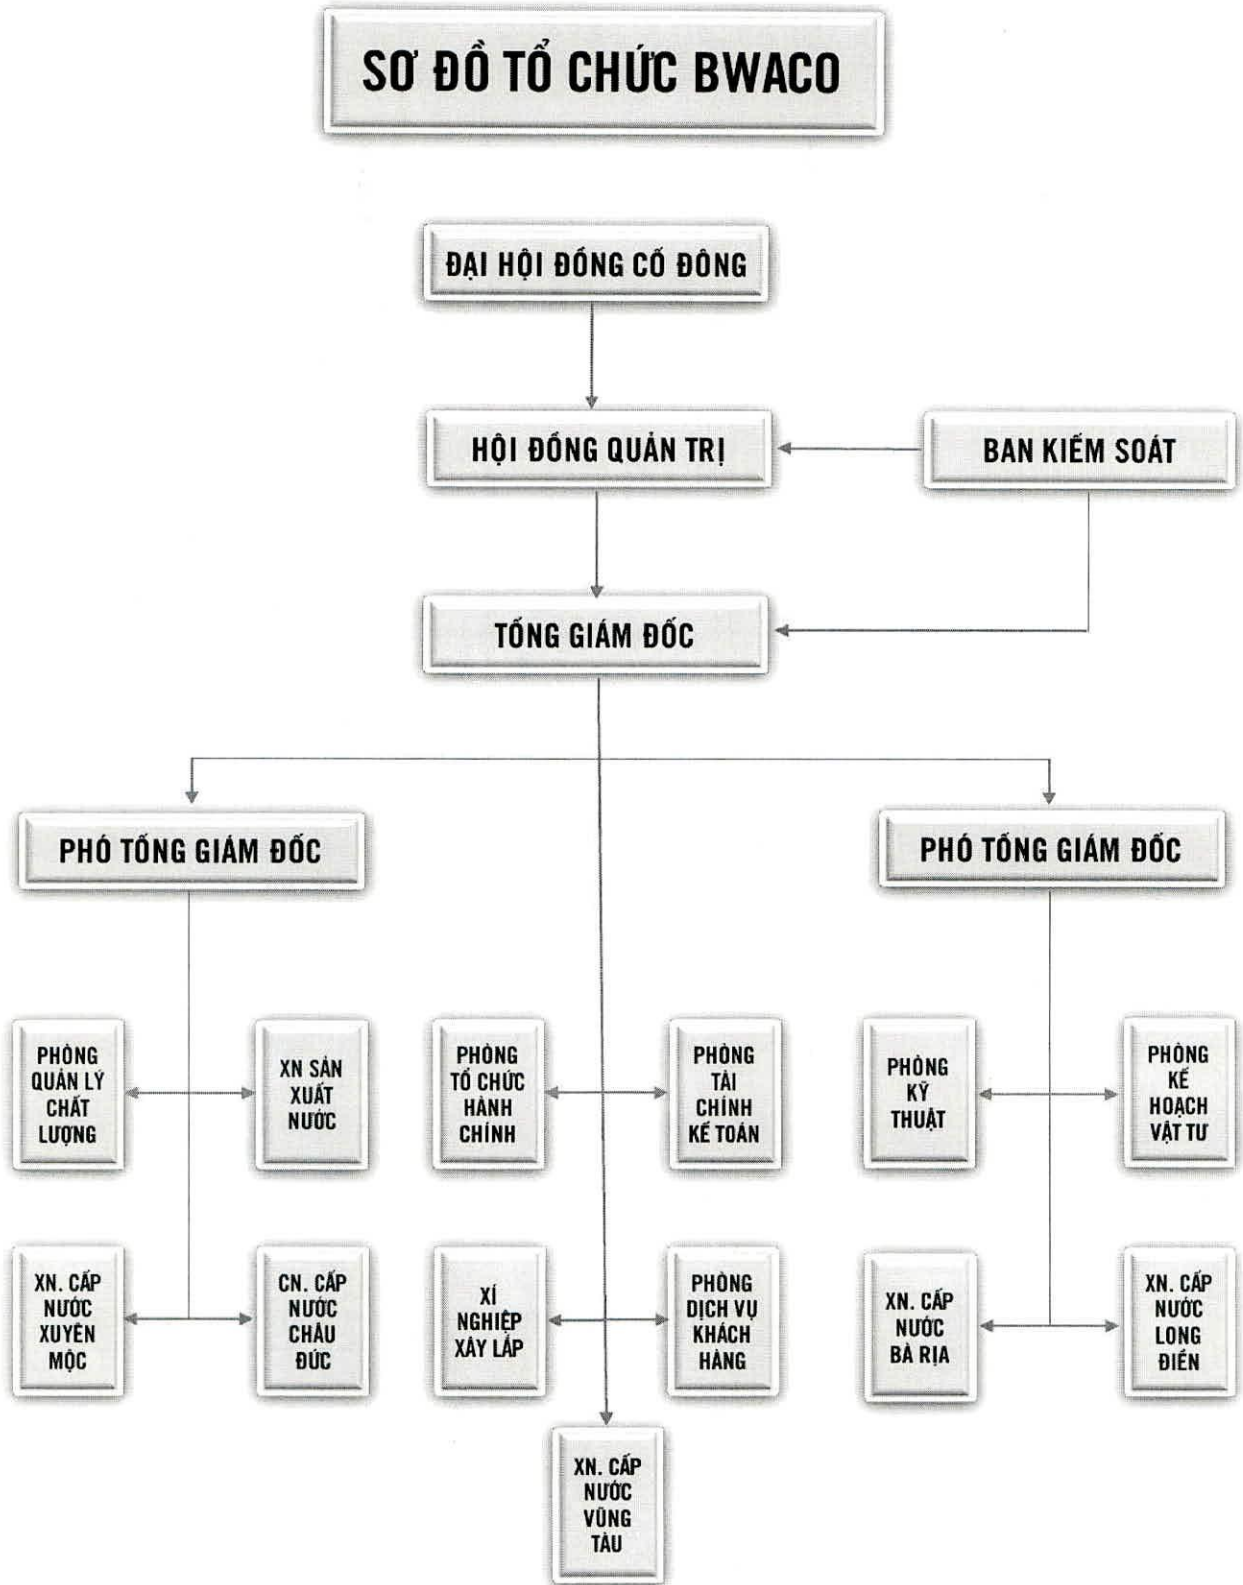 SƠ ĐỒ TỔ CHỨC BWACO
ĐẠI HỘI ĐỒNG CỔ ĐÔNG
HỘI ĐỒNG QUẢN TRỊ
BAN KIỂM SOÁT
TỔNG GIÁM ĐỐC
PHÓ TỔNG GIÁM ĐỐC
PHÓ TỔNG GIÁM ĐỐC
PHÒNG
QUẢN LÝ
CHẤT
LƯỢNG
XN SẢN
XUẤT
NƯỚC
PHÒNG
TỔ CHỨC
HÀNH
CHÍNH
PHÒNG
TÀI
CHÍNH
KẾ TOÁN
PHÒNG
KỸ
THUẬT
PHÒNG
KẾ
HOẠCH
VẬT TƯ
XN. CẤP
NƯỚC
XUYÊN
MỘC
CN. CẤP
NƯỚC
CHÂU
ĐỨC
XÍ
NGHIỆP
XÂY LẮP
PHÒNG
DỊCH VỤ
KHÁCH
HÀNG
XN. CẤP
NƯỚC
BÀ RỊA
XN. CẤP
NƯỚC
LONG
ĐIỀN
XN. CẤP
NƯỚC
VŨNG
TÀU